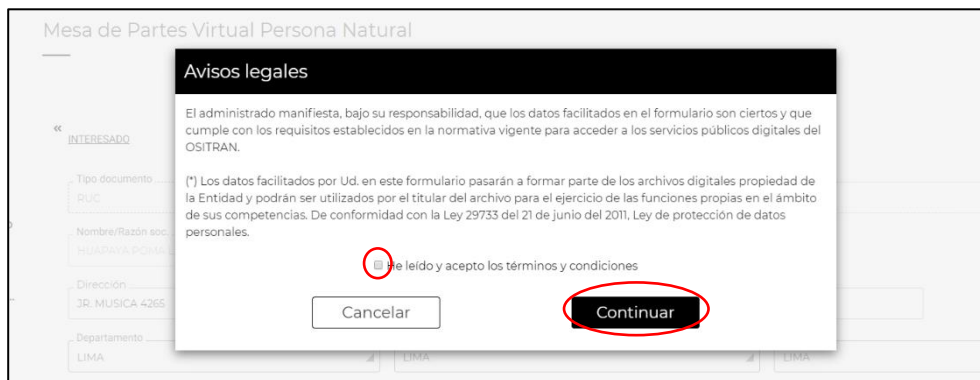 Mesa de Partes Virtual Persona Natural
Avisos legales
El administrado manifiesta, bajo su responsabilidad, que los datos facilitados en el formulario son ciertos y que
cumple con los requisitos establecidos en la normativa vigente para acceder a los servicios públicos digitales del
OSITRAN.
(*) Los datos facilitados por Ud. en este formulario pasarán a formar parte de los archivos digitales propiedad de
la Entidad y podrán ser utilizados por el titular del archivo para el ejercicio de las funciones propias en el ámbito
de sus competencias. De conformidad con la Ley 29733 del 21 de junio del 2011, Ley de protección de datos
personales.
He leído y acepto los términos y condiciones
Cancelar
Continuar
«
INTERESADO
Tipo documento
RUC
Nombre/Razón soc.
HUAPAYA POMA
Dirección
JR. MUSICA 4265
Departamento
LIMA
LIMA
LIMA